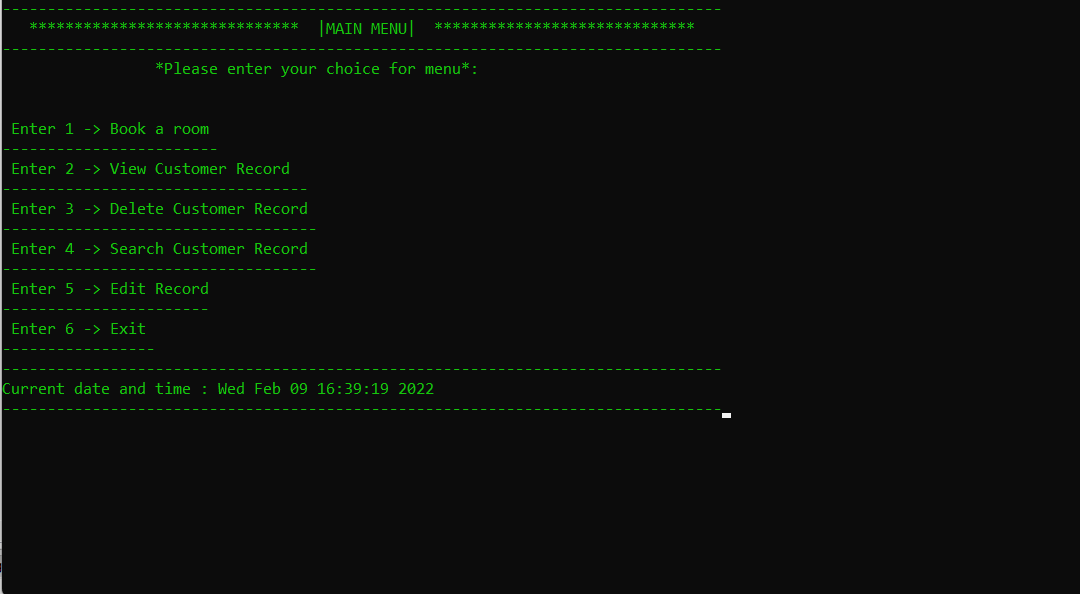 --------------------------------------------------------------------------------
****************************** |MAIN MENU| *****************************
--------------------------------------------------------------------------------
*Please enter your choice for menu*:
Enter 1 -> Book a room
------------------------
Enter 2 -> View Customer Record
----------------------------------
Enter 3 -> Delete Customer Record
-----------------------------------
Enter 4 -> Search Customer Record
-----------------------------------
Enter 5 -> Edit Record
-----------------------
Enter 6 -> Exit
-----------------
--------------------------------------------------------------------------------
Current date and time : Wed Feb 09 16:39:19 2022
--------------------------------------------------------------------------------